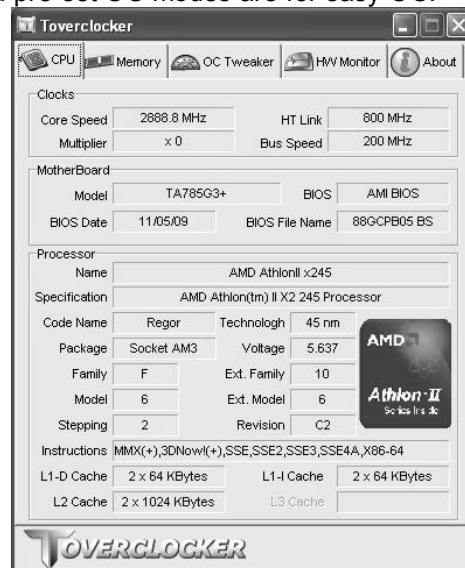 Toverclocker
CPU Memory OC Tweaker H/W Monitor About
Clocks
Core Speed 2888.8 MHz HT Link 800 MHz
Multiplier x 0 Bus Speed 200 MHz
MotherBoard
Model TA785G3+ BIOS AMI BIOS
BIOS Date 11/05/09 BIOS File Name 88GCPB05 BS
Processor
Name AMD AthlonII x245
Specification AMD Athlon(tm) II X2 245 Processor
Code Name Regor Technologh 45 nm
Package Socket AM3 Voltage 5.637
Family F Ext. Family 10
Model 6 Ext. Model 6
Stepping 2 Revision C2
AMD
Athlon II
Instructions MMX(+),3DNow!(+),SSE,SSE2,SSE3,SSE4A,X86-64
L1-D Cache 2 x 64 KBytes L1-I Cache 2 x 64 KBytes
L2 Cache 2 x 1024 KBytes L3 Cache
TOVERCLOCKER